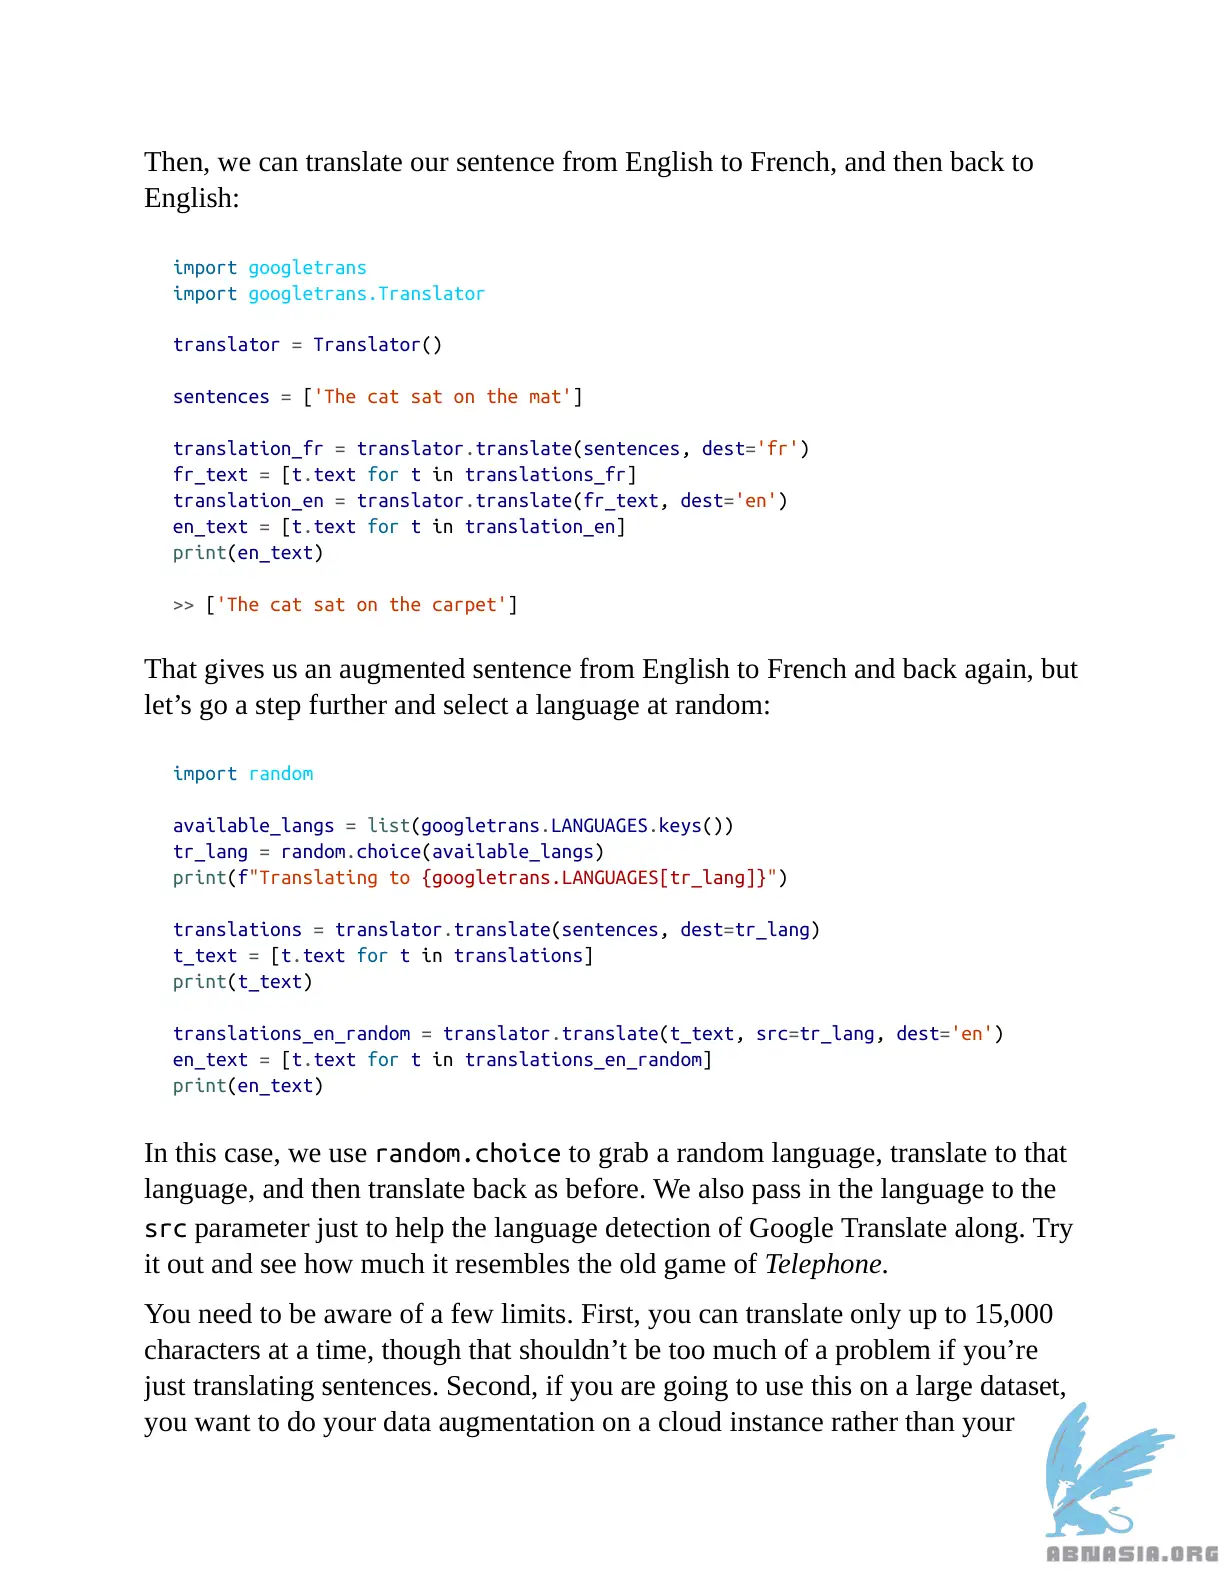 Then, we can translate our sentence from English to French, and then back to
English:
import googletrans
import googletrans.Translator
translator = Translator()
sentences = ['The cat sat on the mat']
translation_fr = translator.translate(sentences, dest='fr')
fr_text = [t.text for t in translations_fr]
translation_en = translator.translate(fr_text, dest='en')
en_text = [t.text for t in translation_en]
print(en_text)
>> ['The cat sat on the carpet']
That gives us an augmented sentence from English to French and back again, but
let’s go a step further and select a language at random:
import random
available_langs = list(googletrans.LANGUAGES.keys())
tr_lang = random.choice(available_langs)
print(f"Translating to {googletrans.LANGUAGES[tr_lang]}")
translations = translator.translate(sentences, dest=tr_lang)
t_text = [t.text for t in translations]
print(t_text)
translations_en_random = translator.translate(t_text, src=tr_lang, dest='en')
en_text = [t.text for t in translations_en_random]
print(en_text)
In this case, we use random.choice to grab a random language, translate to that
language, and then translate back as before. We also pass in the language to the
src parameter just to help the language detection of Google Translate along. Try
it out and see how much it resembles the old game of Telephone.
You need to be aware of a few limits. First, you can translate only up to 15,000
characters at a time, though that shouldn’t be too much of a problem if you’re
just translating sentences. Second, if you are going to use this on a large dataset,
you want to do your data augmentation on a cloud instance rather than your
ABNASIA.ORG